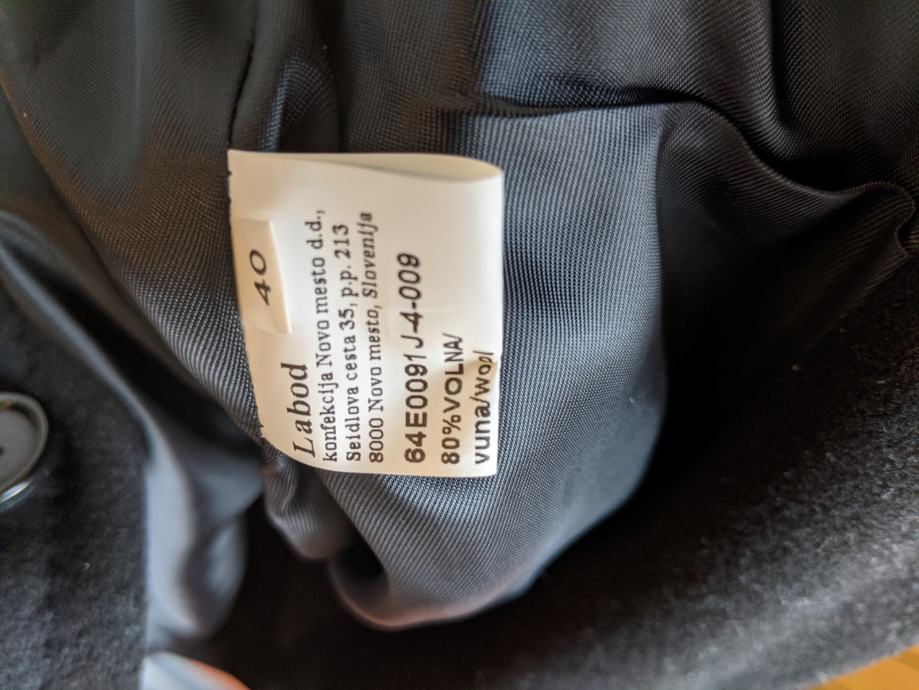 40
Labod
konfekcija Novo mesto d.d.,
Seidlova cesta 35, p.p. 213
8000 Novo mesto, Slovenija
64E0091J-4-009
80%VOLNA/
vuna/wool